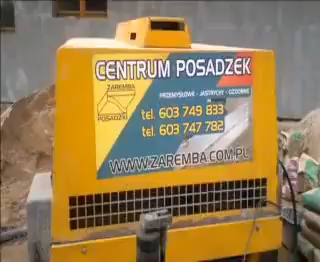 CENTRUM POSADZEK
ZAREMBA
POSADZKI
PRZEMYSŁOWE - JASTRYCHY - OZDOBNE
tel. 603 749 833
tel. 603 747 782
WWW.ZAREMBA.COM.PL